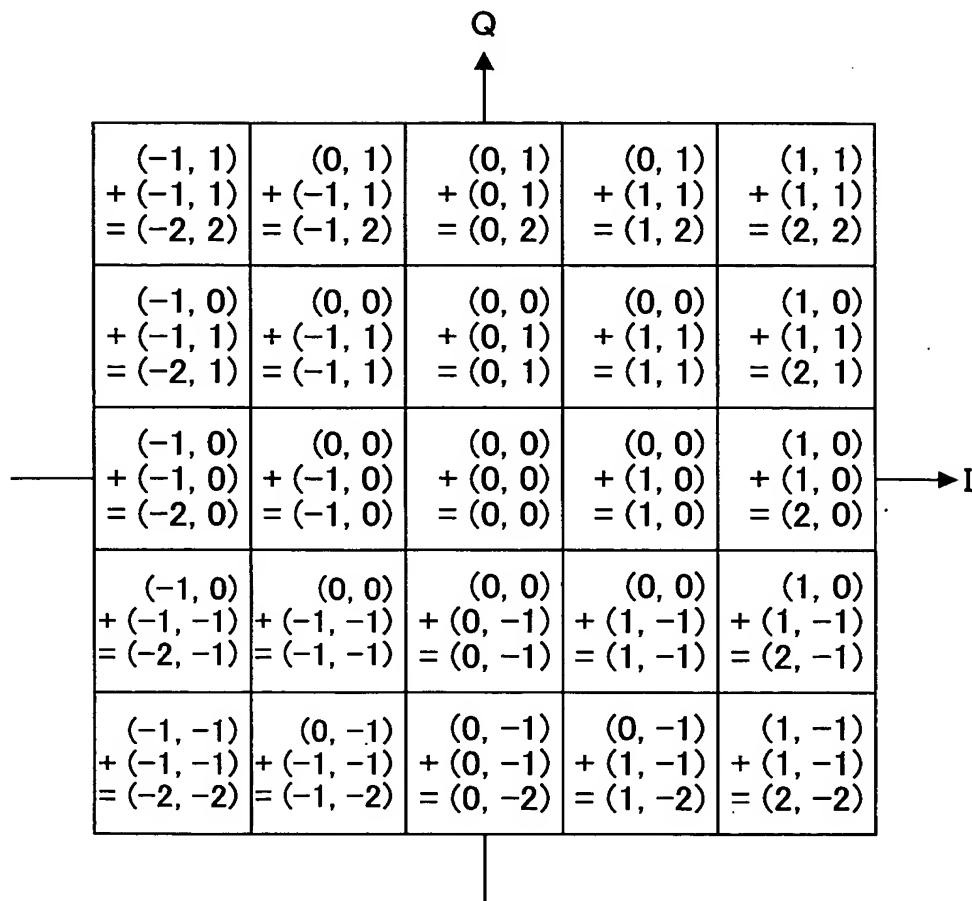 Q
(-1, 1)
+ (-1, 1)
= (-2, 2)
(0, 1)
+ (-1, 1)
= (-1, 2)
(0, 1)
+ (0, 1)
= (0, 2)
(0, 1)
+ (1, 1)
= (1, 2)
(1, 1)
+ (1, 1)
= (2, 2)
(-1, 0)
+ (-1, 1)
= (-2, 1)
(0, 0)
+ (-1, 1)
= (-1, 1)
(0, 0)
+ (0, 1)
= (0, 1)
(0, 0)
+ (1, 1)
= (1, 1)
(1, 0)
+ (1, 1)
= (2, 1)
(-1, 0)
+ (-1, 0)
= (-2, 0)
(0, 0)
+ (-1, 0)
= (-1, 0)
(0, 0)
+ (0, 0)
= (0, 0)
(0, 0)
+ (1, 0)
= (1, 0)
(1, 0)
+ (1, 0)
= (2, 0)
I
(-1, 0)
+ (-1, -1)
= (-2, -1)
(0, 0)
+ (-1, -1)
= (-1, -1)
(0, 0)
+ (0, -1)
= (0, -1)
(0, 0)
+ (1, -1)
= (1, -1)
(1, 0)
+ (1, -1)
= (2, -1)
(-1, -1)
+ (-1, -1)
= (-2, -2)
(0, -1)
+ (-1, -1)
= (-1, -2)
(0, -1)
+ (0, -1)
= (0, -2)
(0, -1)
+ (1, -1)
= (1, -2)
(1, -1)
+ (1, -1)
= (2, -2)